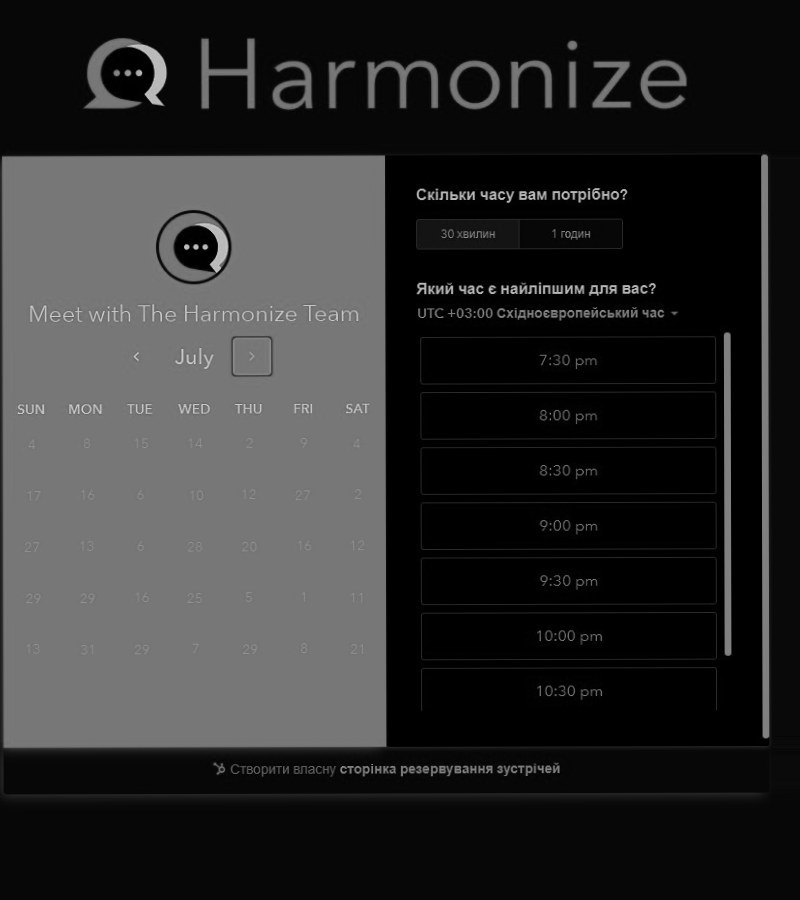 Harmonize
Meet with The Harmonize Team
July
SUN MON TUE WED THU FRI SAT
4 8 15 14 2 9 4
17 16 6 10 12 27 2
27 13 6 28 20 16 12
29 29 16 25 5 1 11
13 31 29 7 29 8 21
Скільки часу вам потрібно?
30 хвилин 1 годин
Який час є найліпшим для вас?
UTC +03:00 Східноєвропейський час
7:30 pm
8:00 pm
8:30 pm
9:00 pm
9:30 pm
10:00 pm
10:30 pm
Створити власну сторінка резервування зустрічей